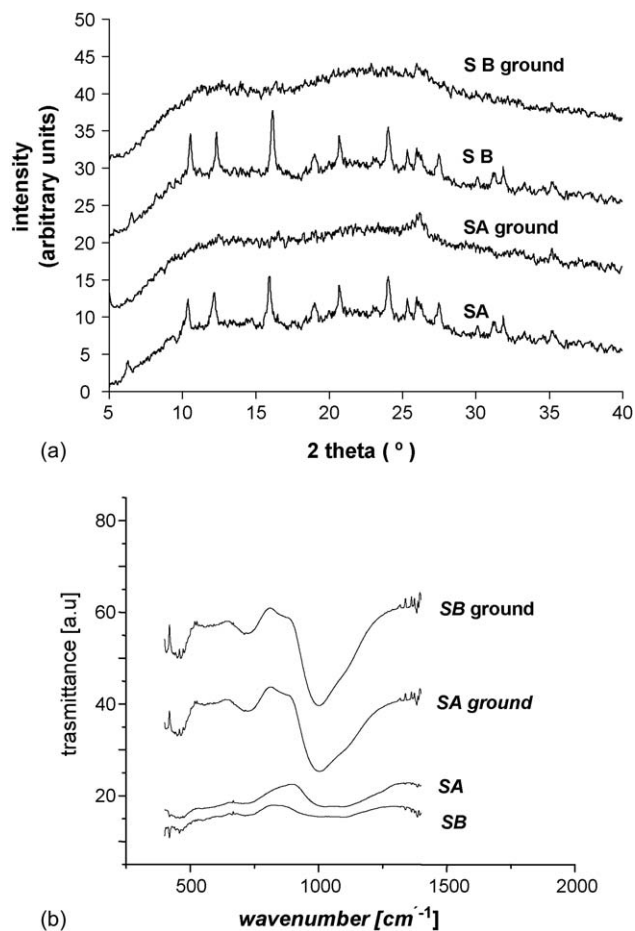 50
45
40
35
30
25
20
15
10
5
0
intensity
(arbitrary units)
S B ground
S B
SA ground
SA
5 10 15 20 25 30 35 40
(a)
2 theta ( º )
80
60
40
20
trasmittance [a.u]
SB ground
SA ground
SA
SB
500 1000 1500 2000
(b)
wavenumber [cm´-1]